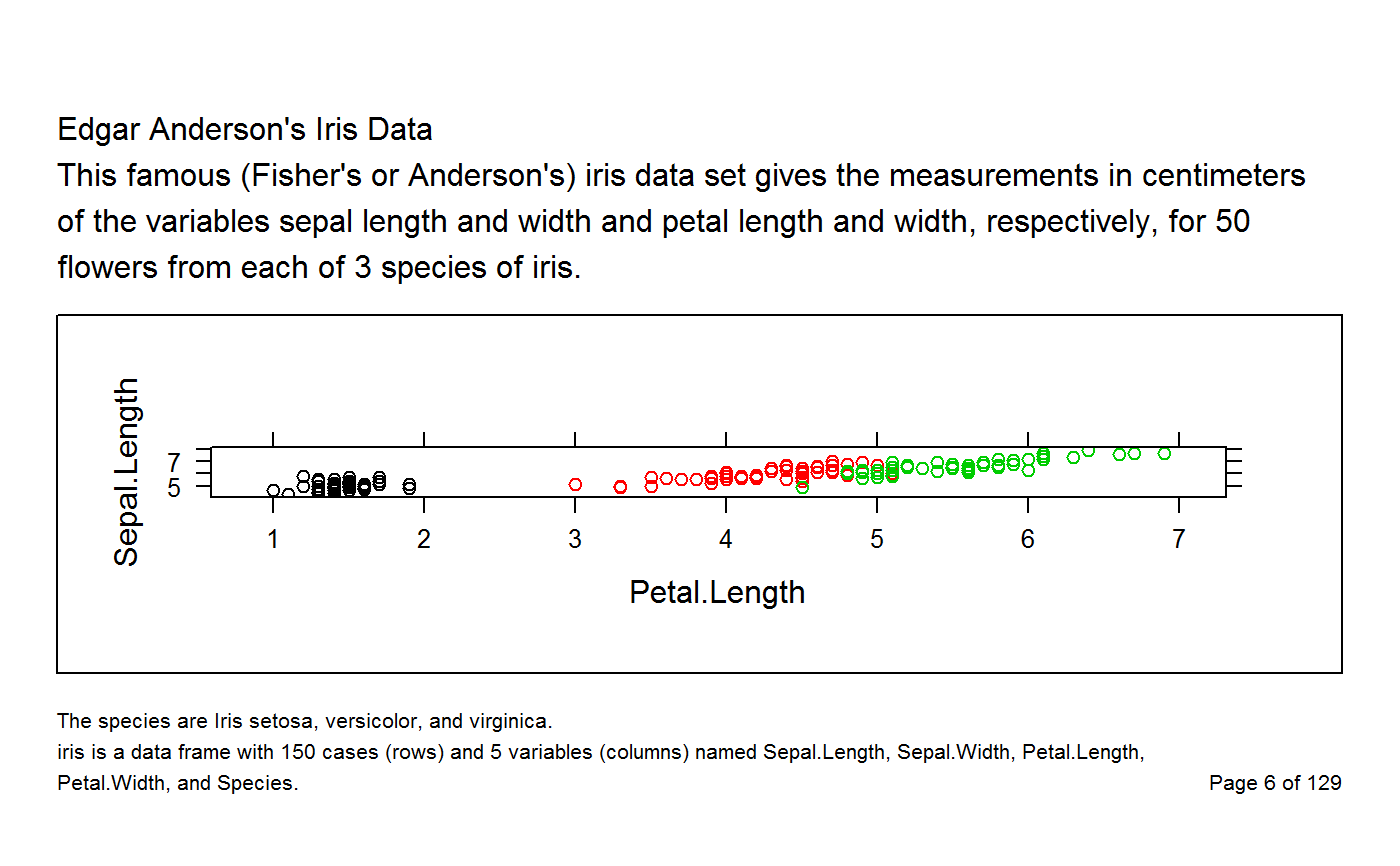 Edgar Anderson's Iris Data
This famous (Fisher's or Anderson's) iris data set gives the measurements in centimeters
of the variables sepal length and width and petal length and width, respectively, for 50
flowers from each of 3 species of iris.
Sepal.Length
7
5
1 2 3 4 5 6 7
Petal.Length
The species are Iris setosa, versicolor, and virginica.
iris is a data frame with 150 cases (rows) and 5 variables (columns) named Sepal.Length, Sepal.Width, Petal.Length,
Petal.Width, and Species.
Page 6 of 129